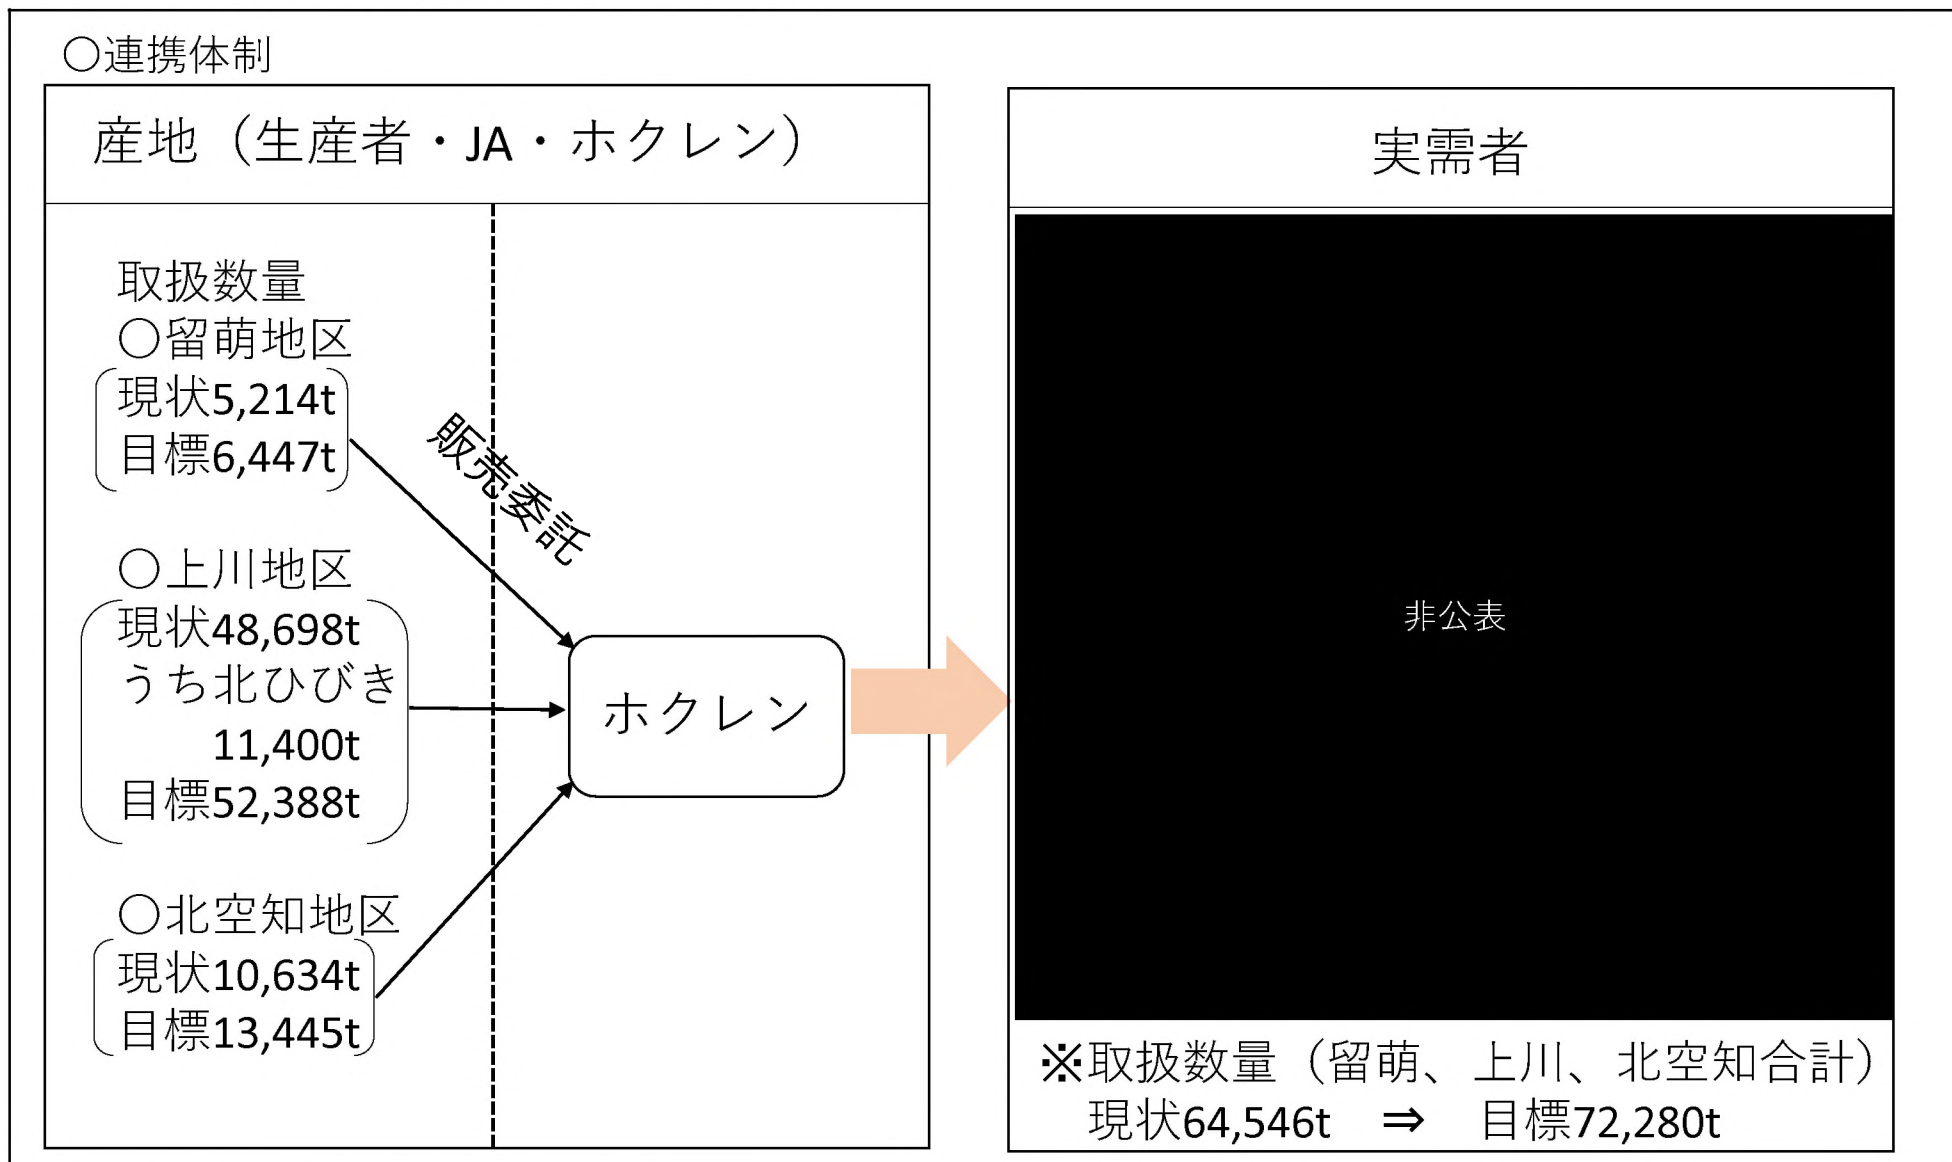 ○連携体制
産地（生産者・JA・ホクレン）
取扱数量
○留萌地区
現状5,214t
目標6,447t
○上川地区
現状48,698t
うち北ひびき
11,400t
目標52,388t
○北空知地区
現状10,634t
目標13,445t
販売委託
ホクレン
実需者
非公表
※取扱数量（留萌、上川、北空知合計）
現状64,546t ⇒ 目標72,280t